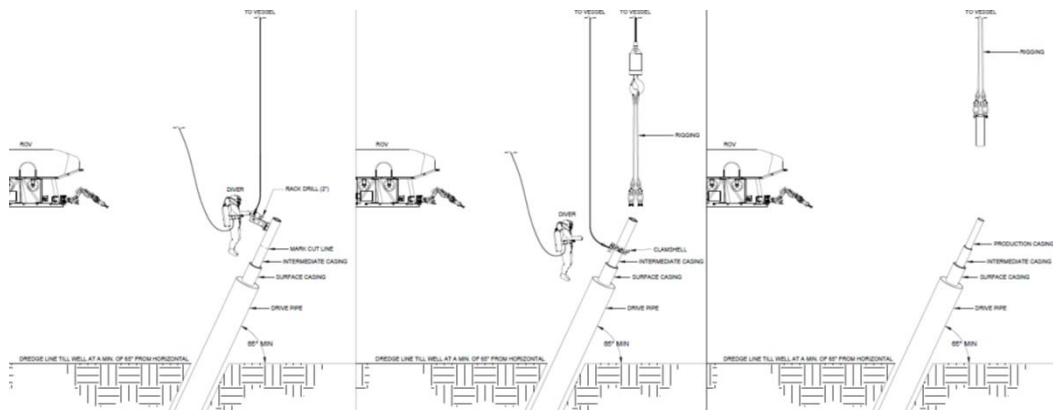 TO VESSEL
ROV
DIVER
RACK DRILL (2")
MARK CUT LINE
INTERMEDIATE CASING
SURFACE CASING
DRIVE PIPE
65° MIN
DREDGE LINE TILL WELL AT A MIN. OF 65° FROM HORIZONTAL
TO VESSEL
TO VESSEL
RIGGING
ROV
DIVER
CLAMSHELL
INTERMEDIATE CASING
SURFACE CASING
DRIVE PIPE
65° MIN
DREDGE LINE TILL WELL AT A MIN. OF 65° FROM HORIZONTAL
TO VESSEL
RIGGING
ROV
PRODUCTION CASING
INTERMEDIATE CASING
SURFACE CASING
DRIVE PIPE
65° MIN
DREDGE LINE TILL WELL AT A MIN. OF 65° FROM HORIZONTAL